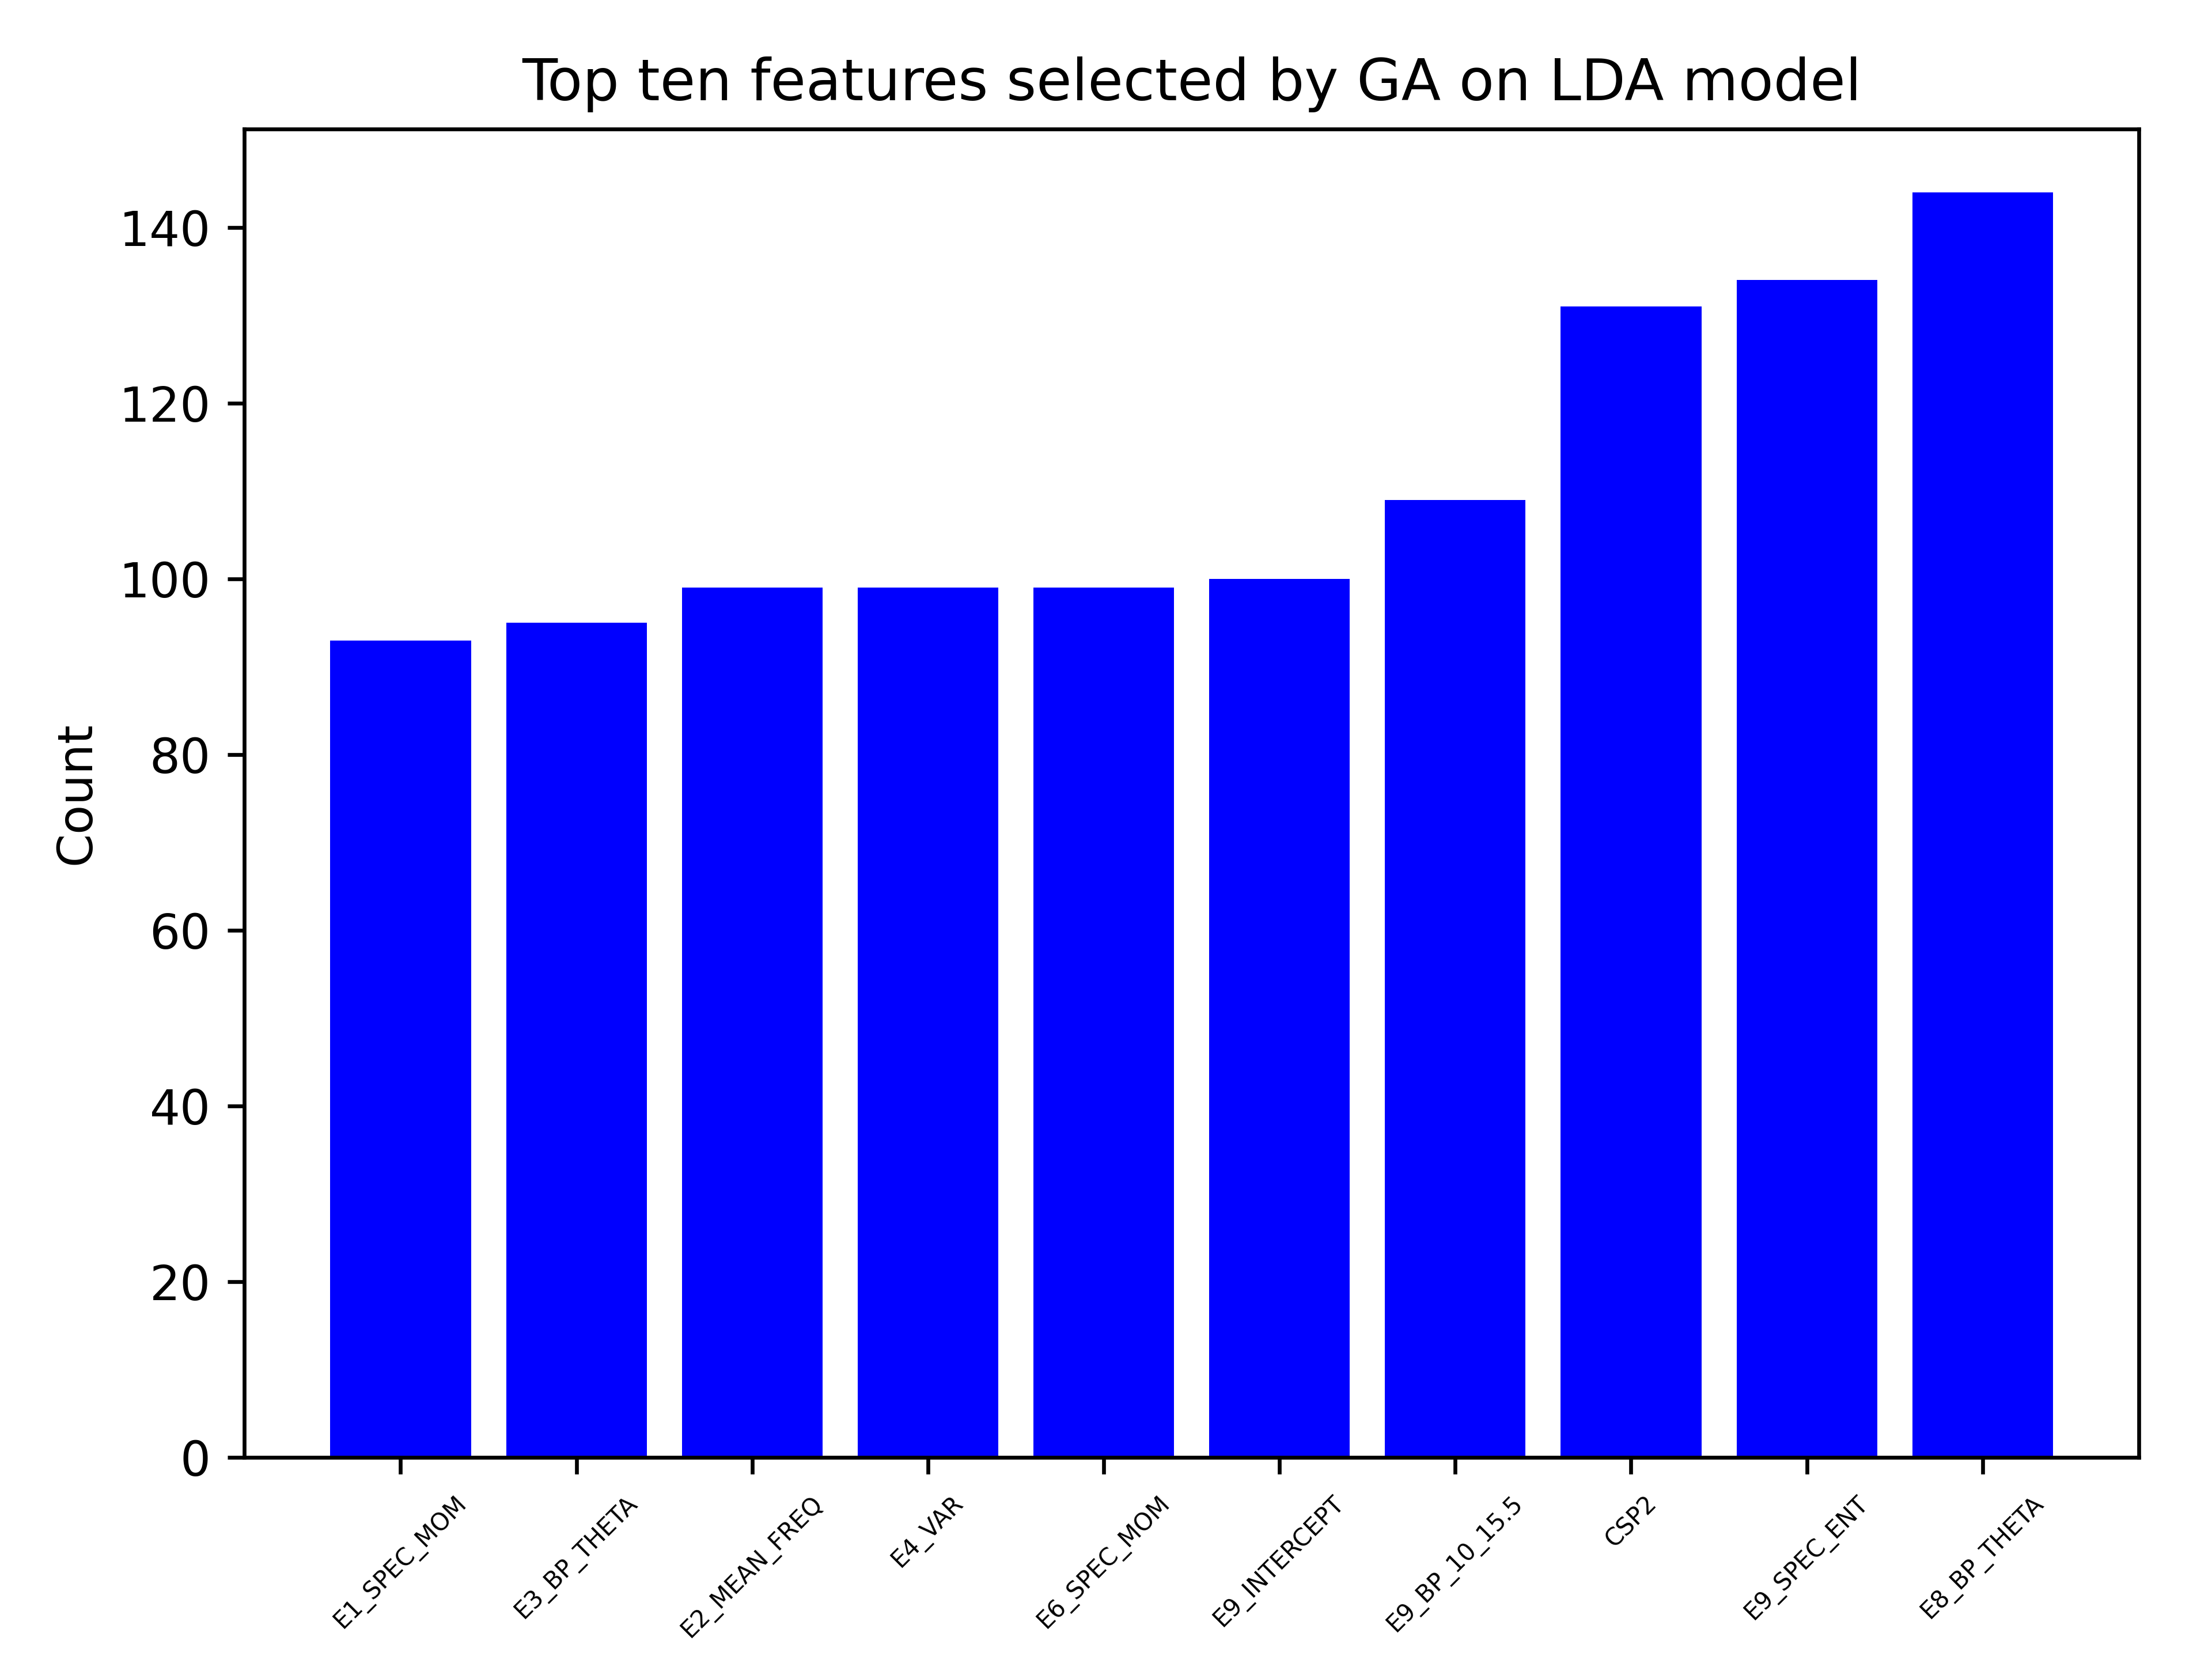 Top ten features selected by GA on LDA model
Count
140
120
100
80
60
40
20
0
E1_SPEC_MOM
E3_BP_THETA
E2_MEAN_FREQ
E4_VAR
E6_SPEC_MOM
E9_INTERCEPT
E9_BP_10_15.5
CSP2
E9_SPEC_ENT
E8_BP_THETA